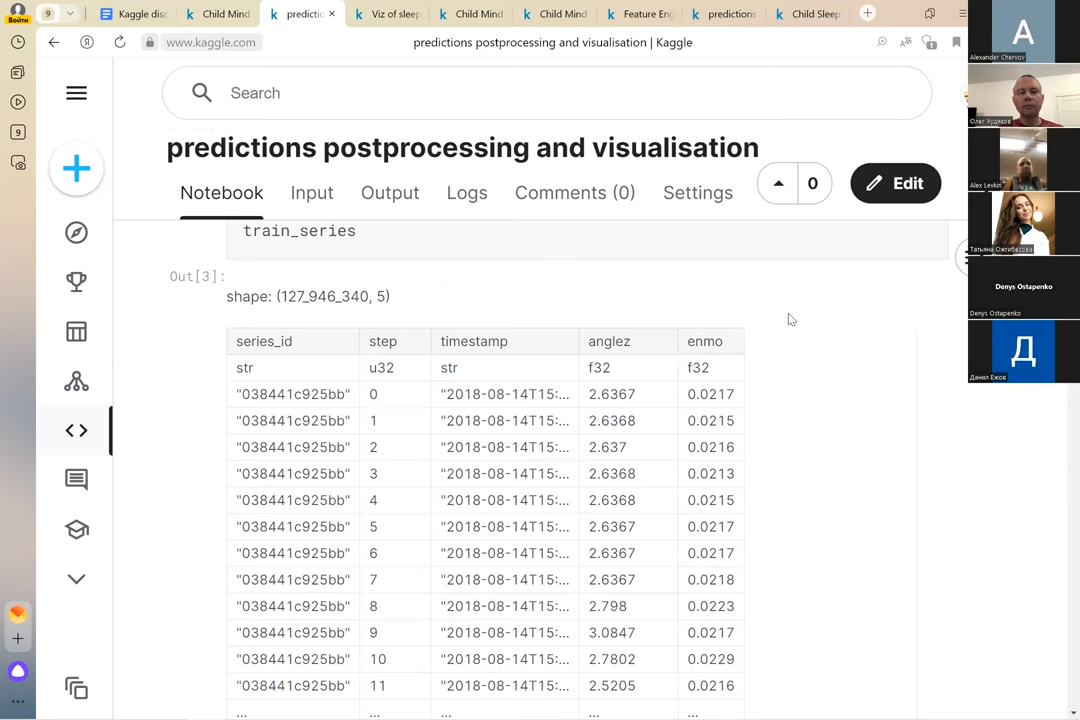 Войти
9
Kaggle disc
Child Mind
predictio
Viz of sleep
Child Mind
Child Mind
Feature Eng
predictions
Child Sleep
www.kaggle.com
predictions postprocessing and visualisation | Kaggle
9
Search
predictions postprocessing and visualisation
Notebook
Input
Output
Logs
Comments (0)
Settings
0
Edit
train_series
Out[3]:
shape: (127_946_340, 5)
series_id step timestamp anglez enmo
str u32 str f32 f32
"038441c925bb" 0 "2018-08-14T15:... 2.6367 0.0217
"038441c925bb" 1 "2018-08-14T15:... 2.6368 0.0215
"038441c925bb" 2 "2018-08-14T15:... 2.637 0.0216
"038441c925bb" 3 "2018-08-14T15:... 2.6368 0.0213
"038441c925bb" 4 "2018-08-14T15:... 2.6368 0.0215
"038441c925bb" 5 "2018-08-14T15:... 2.6367 0.0217
"038441c925bb" 6 "2018-08-14T15:... 2.6367 0.0217
"038441c925bb" 7 "2018-08-14T15:... 2.6367 0.0218
"038441c925bb" 8 "2018-08-14T15:... 2.798 0.0223
"038441c925bb" 9 "2018-08-14T15:... 3.0847 0.0217
"038441c925bb" 10 "2018-08-14T15:... 2.7802 0.0229
"038441c925bb" 11 "2018-08-14T15:... 2.5205 0.0216
... ... ... ... ...
A
Alexander Chervov
Олег Худяков
Alex Levkin
Татьяна Ожгибесова
Denys Ostapenko
Denys Ostapenko
Д
Данил Ежов